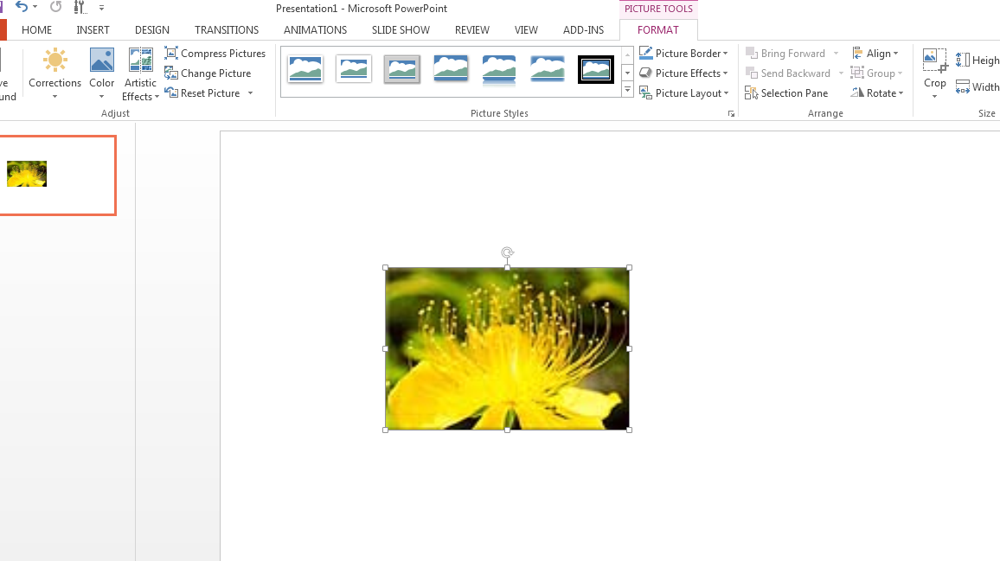 Presentation1 - Microsoft PowerPoint
PICTURE TOOLS
HOME INSERT DESIGN TRANSITIONS ANIMATIONS SLIDE SHOW REVIEW VIEW ADD-INS FORMAT
Compress Pictures
Change Picture
Reset Picture
ve
und
Corrections
Color
Artistic
Effects
Adjust
Picture Styles
Picture Border
Picture Effects
Picture Layout
Bring Forward
Send Backward
Selection Pane
Align
Group
Rotate
Arrange
Crop
Heigh
Width
Size